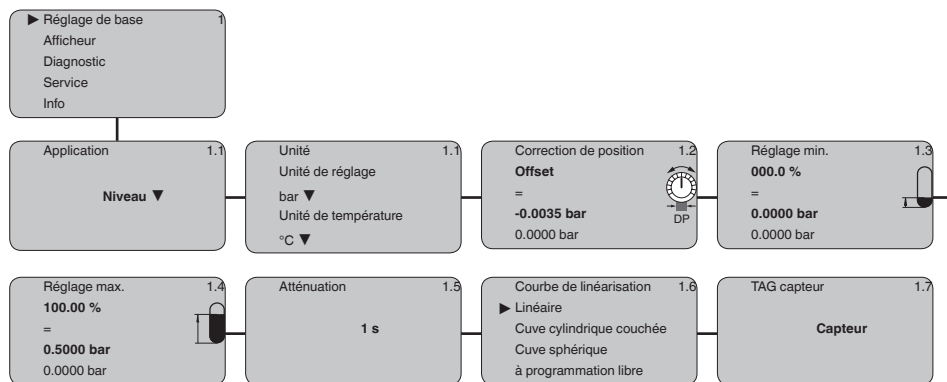 ▶ Réglage de base 1
Afficheur
Diagnostic
Service
Info
Application 1.1
Niveau ▼
Unité 1.1
Unité de réglage
bar ▼
Unité de température
°C ▼
Correction de position 1.2
Offset
=
-0.0035 bar
0.0000 bar
DP
Réglage min. 1.3
000.0 %
=
0.0000 bar
0.0000 bar
Réglage max. 1.4
100.00 %
=
0.5000 bar
0.0000 bar
Atténuation 1.5
1 s
Courbe de linéarisation 1.6
▶ Linéaire
Cuve cylindrique couchée
Cuve sphérique
à programmation libre
TAG capteur 1.7
Capteur